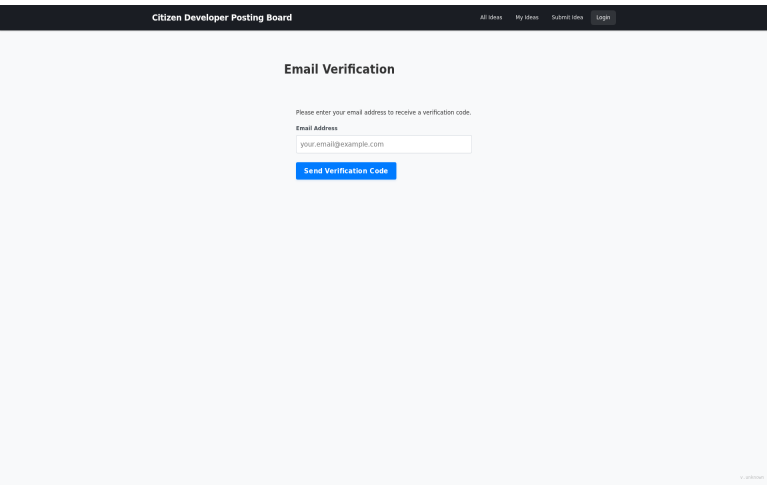 Citizen Developer Posting Board
All Ideas
My Ideas
Submit Idea
Login
Email Verification
Please enter your email address to receive a verification code.
Email Address
your.email@example.com
Send Verification Code